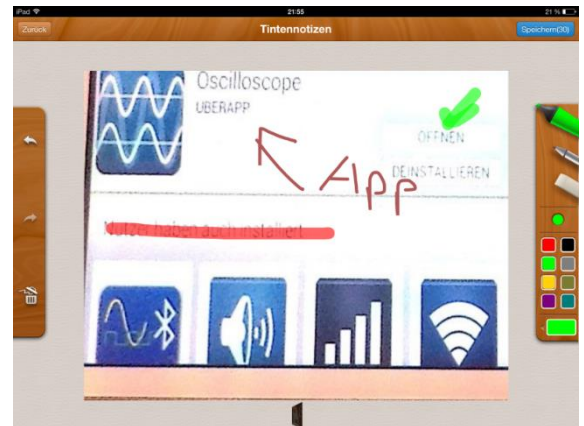 iPad 21:55 21 %
Zurück Tintennotizen Speichern(30)
Oscilloscope
UBERAPP
ÖFFNEN
DEINSTALLIEREN
App
Nutzer haben auch installiert